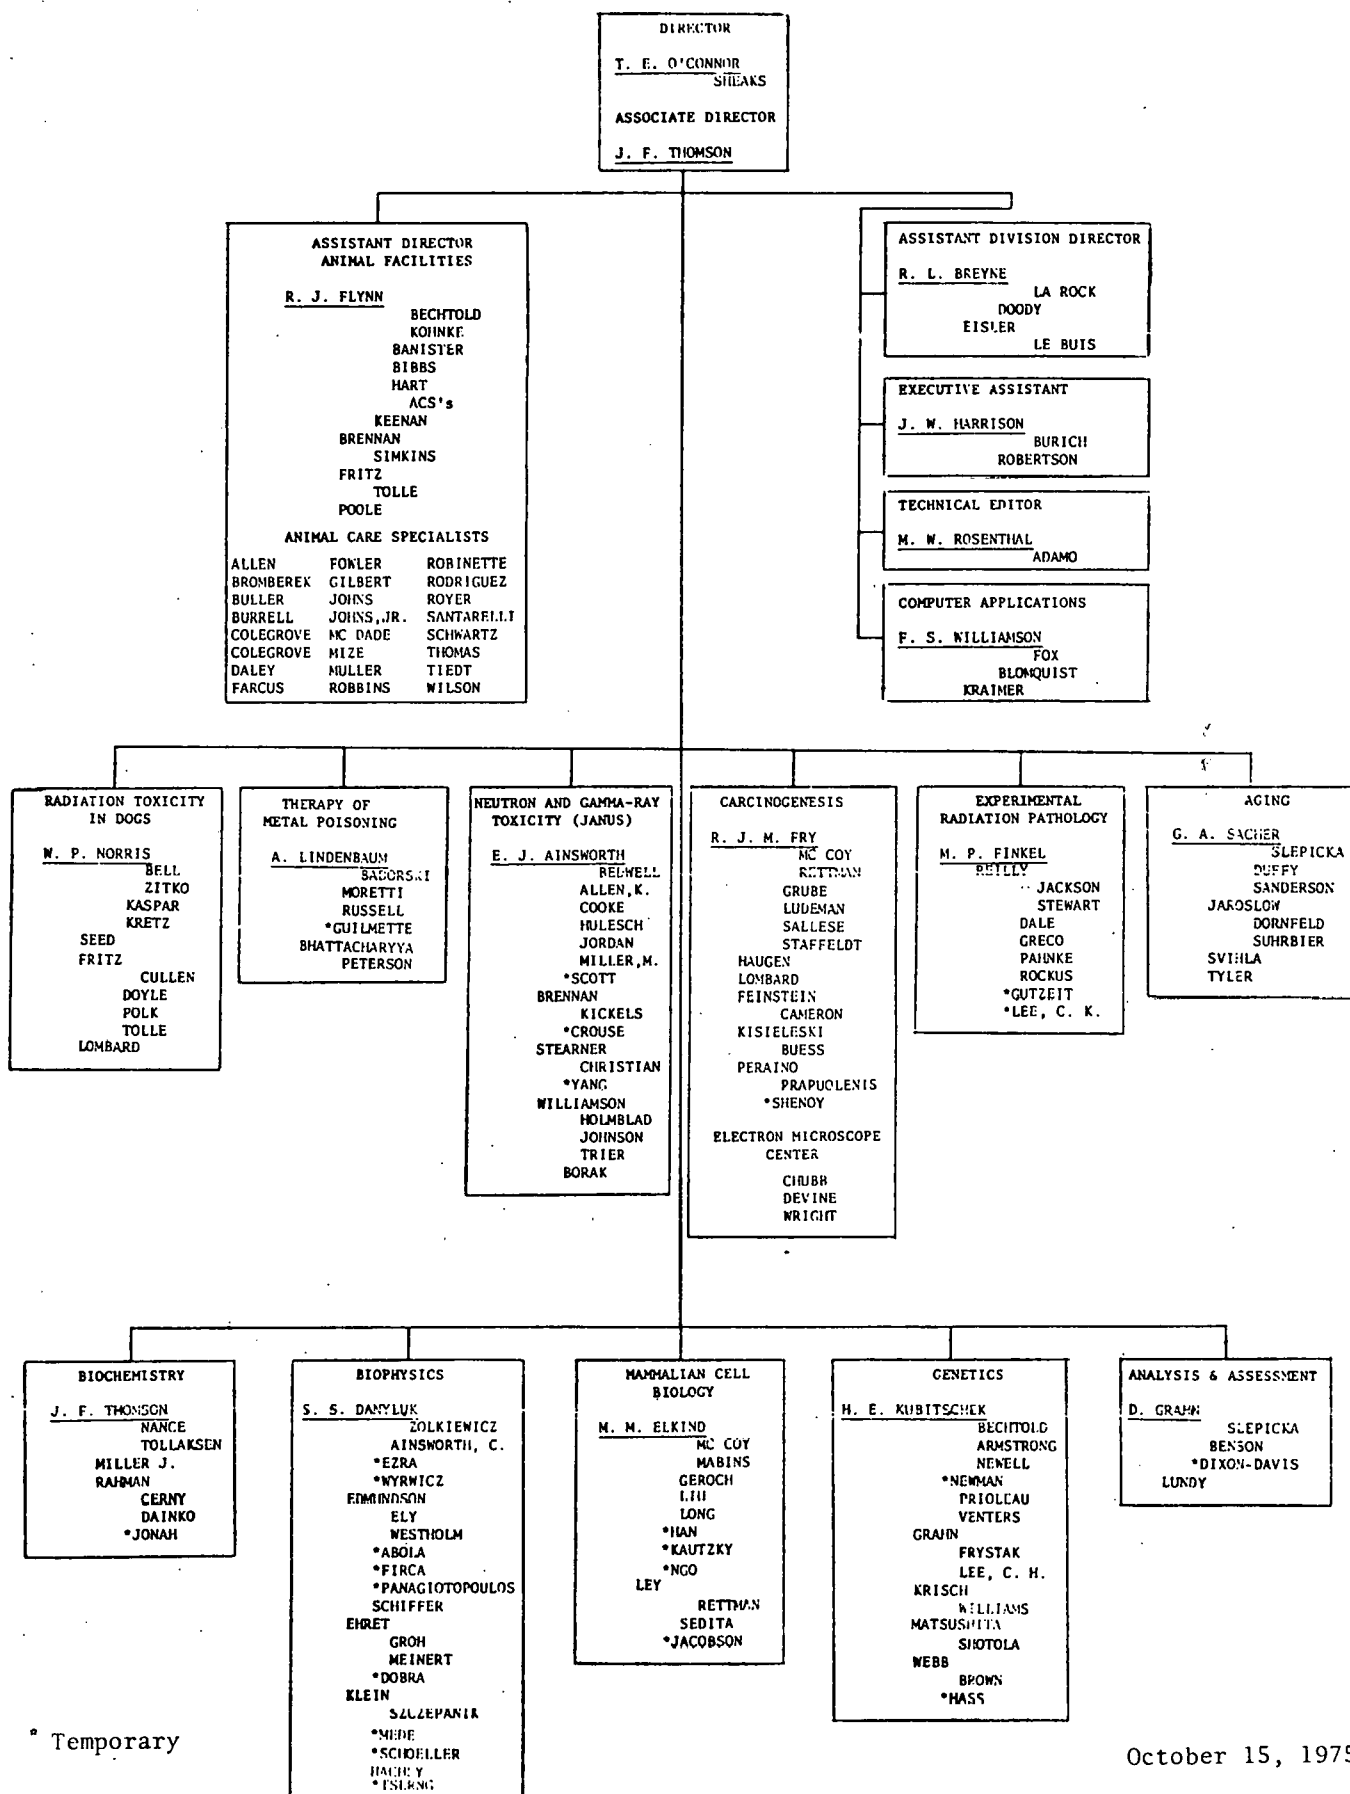 DIRECTOR
T. E. O'CONNOR
SHEAKS
ASSOCIATE DIRECTOR
J. F. THOMSON
ASSISTANT DIRECTOR
ANIMAL FACILITIES
R. J. FLYNN
BECHTOLD
KOHNKE
BANISTER
BIBBS
HART
ACS's
KEENAN
BRENNAN
SIMKINS
FRITZ
TOLLE
POOLE
ANIMAL CARE SPECIALISTS
ALLEN FOWLER ROBINETTE
BROMBEREK GILBERT RODRIGUEZ
BULLER JOHNS ROYER
BURRELL JOHNS,JR. SANTARELLI
COLEGROVE MC DADE SCHWARTZ
COLEGROVE MIZE THOMAS
DALEY MULLER TIEDT
FARCUS ROBBINS WILSON
ASSISTANT DIVISION DIRECTOR
R. L. BREYNE
LA ROCK
DOODY
EISLER
LE BUIS
EXECUTIVE ASSISTANT
J. W. HARRISON
BURICH
ROBERTSON
TECHNICAL EDITOR
M. W. ROSENTHAL
ADAMO
COMPUTER APPLICATIONS
F. S. WILLIAMSON
FOX
BLOMQUIST
KRAIMER
RADIATION TOXICITY
IN DOGS
W. P. NORRIS
BELL
ZITKO
KASPAR
KRETZ
SEED
FRITZ
CULLEN
DOYLE
POLK
TOLLE
LOMBARD
THERAPY OF
METAL POISONING
A. LINDENBAUM
SADORSKI
MORETTI
RUSSELL
*GUILMETTE
BHATTACHARYYA
PETERSON
NEUTRON AND GAMMA-RAY
TOXICITY (JANUS)
E. J. AINSWORTH
REDWELL
ALLEN,K.
COOKE
HULESCH
JORDAN
MILLER,M.
*SCOTT
BRENNAN
KICKELS
*CROUSE
STEARNER
CHRISTIAN
*YANG
WILLIAMSON
HOLMBLAD
JOHNSON
TRIER
BORAK
CARCINOGENESIS
R. J. M. FRY
MC COY
RETTMAN
GRUBE
LUDEMAN
SALLESE
STAFFELDT
HAUGEN
LOMBARD
FEINSTEIN
CAMERON
KISIELESKI
BUESS
PERAINO
PRAPUOLENIS
*SHENOY
ELECTRON MICROSCOPE
CENTER
CHUBB
DEVINE
WRIGHT
EXPERIMENTAL
RADIATION PATHOLOGY
M. P. FINKEL
REILLY
JACKSON
STEWART
DALE
GRECO
PAHNKE
ROCKUS
*GUTZEIT
*LEE, C. K.
AGING
G. A. SACHER
SLEPICKA
DUFFY
SANDERSON
JAROSLOW
DORNFELD
SUHRBIER
SVIHLA
TYLER
BIOCHEMISTRY
J. F. THOMSON
NANCE
TOLLAKSEN
MILLER J.
RAHMAN
CERNY
DAINKO
*JONAH
BIOPHYSICS
S. S. DANYLUK
ZOLKIEWICZ
AINSWORTH, C.
*EZRA
*WYRWICZ
EDMUNDSON
ELY
WESTHOLM
*ABOLA
*FIRCA
*PANAGIOTOPOULOS
SCHIFFER
EHRET
GROH
MEINERT
*DOBRA
KLEIN
SZCZEPANIK
*MEDE
*SCHOELLER
HACHEY
*TSERNG
MAMMALIAN CELL
BIOLOGY
M. M. ELKIND
MC COY
MABINS
GEROCH
LIU
LONG
*HAN
*KAUTZKY
*NGO
LEY
RETTMAN
SEDITA
*JACOBSON
GENETICS
H. E. KUBITSCHEK
BECHTOLD
ARMSTRONG
NEWELL
*NEWMAN
PRIOLEAU
VENTERS
GRAHN
FRYSTAK
LEE, C. H.
KRISCH
WILLIAMS
MATSUSHITA
SHOTOLA
WEBB
BROWN
*HASS
ANALYSIS & ASSESSMENT
D. GRAHN
SLEPICKA
BENSON
*DIXON-DAVIS
LUNDY
* Temporary
October 15, 1975